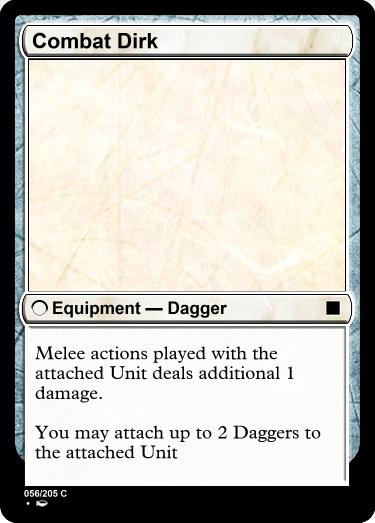 Combat Dirk
Equipment — Dagger
Melee actions played with the
attached Unit deals additional 1
damage.
You may attach up to 2 Daggers to
the attached Unit
056/205 C